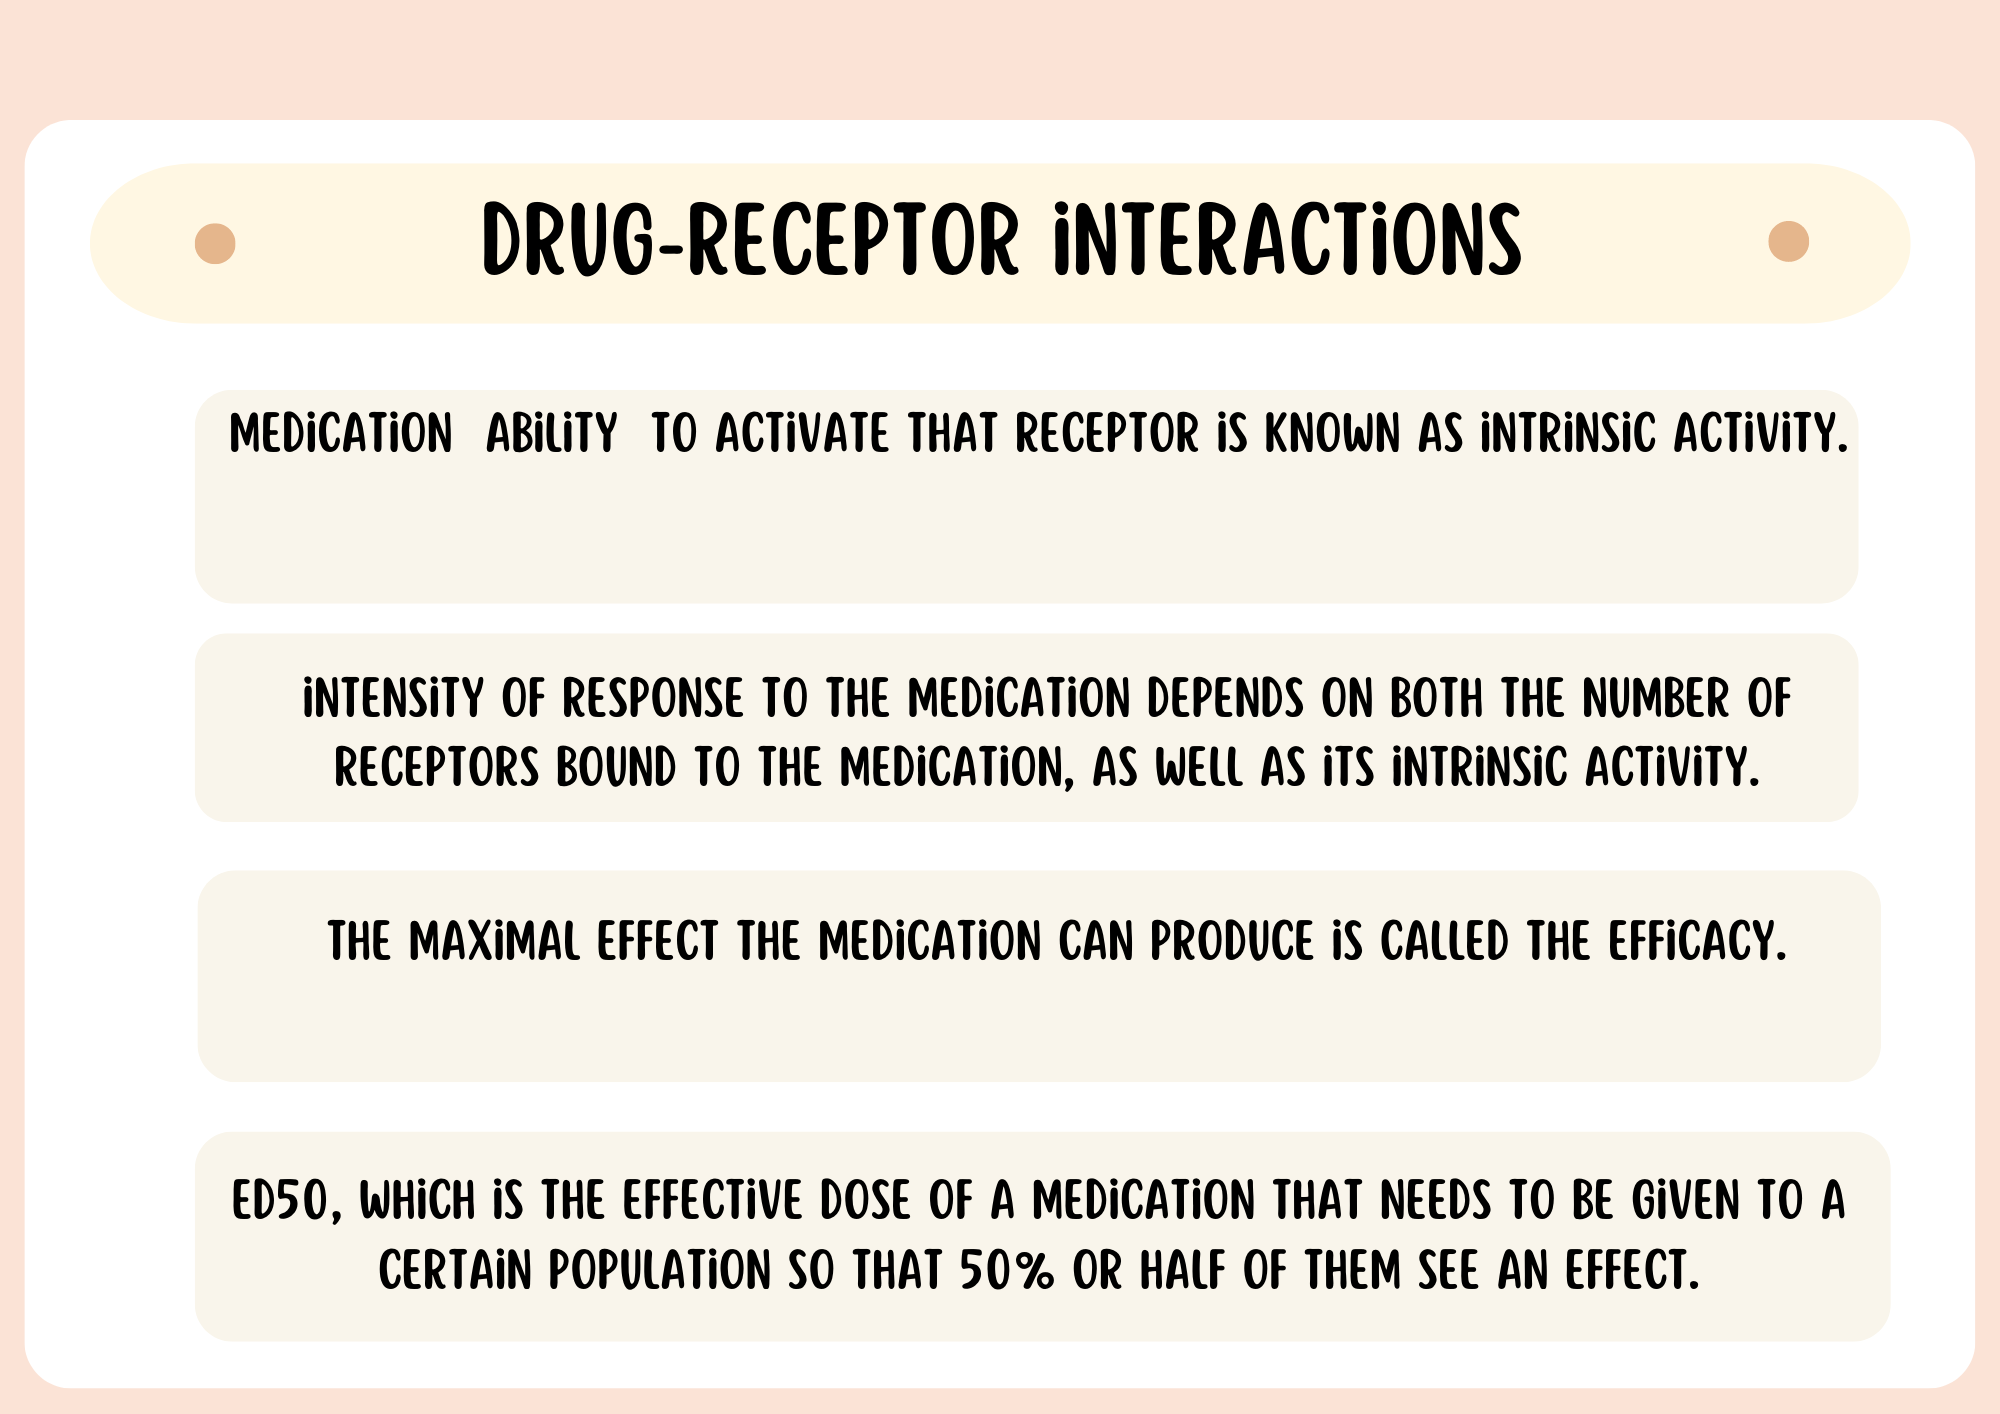 DRUG-RECEPTOR INTERACTIONS
MEDICATION ABILITY TO ACTIVATE THAT RECEPTOR IS KNOWN AS INTRINSIC ACTIVITY.
INTENSITY OF RESPONSE TO THE MEDICATION DEPENDS ON BOTH THE NUMBER OF
RECEPTORS BOUND TO THE MEDICATION, AS WELL AS ITS INTRINSIC ACTIVITY.
THE MAXIMAL EFFECT THE MEDICATION CAN PRODUCE IS CALLED THE EFFICACY.
ED50, WHICH IS THE EFFECTIVE DOSE OF A MEDICATION THAT NEEDS TO BE GIVEN TO A
CERTAIN POPULATION SO THAT 50% OR HALF OF THEM SEE AN EFFECT.